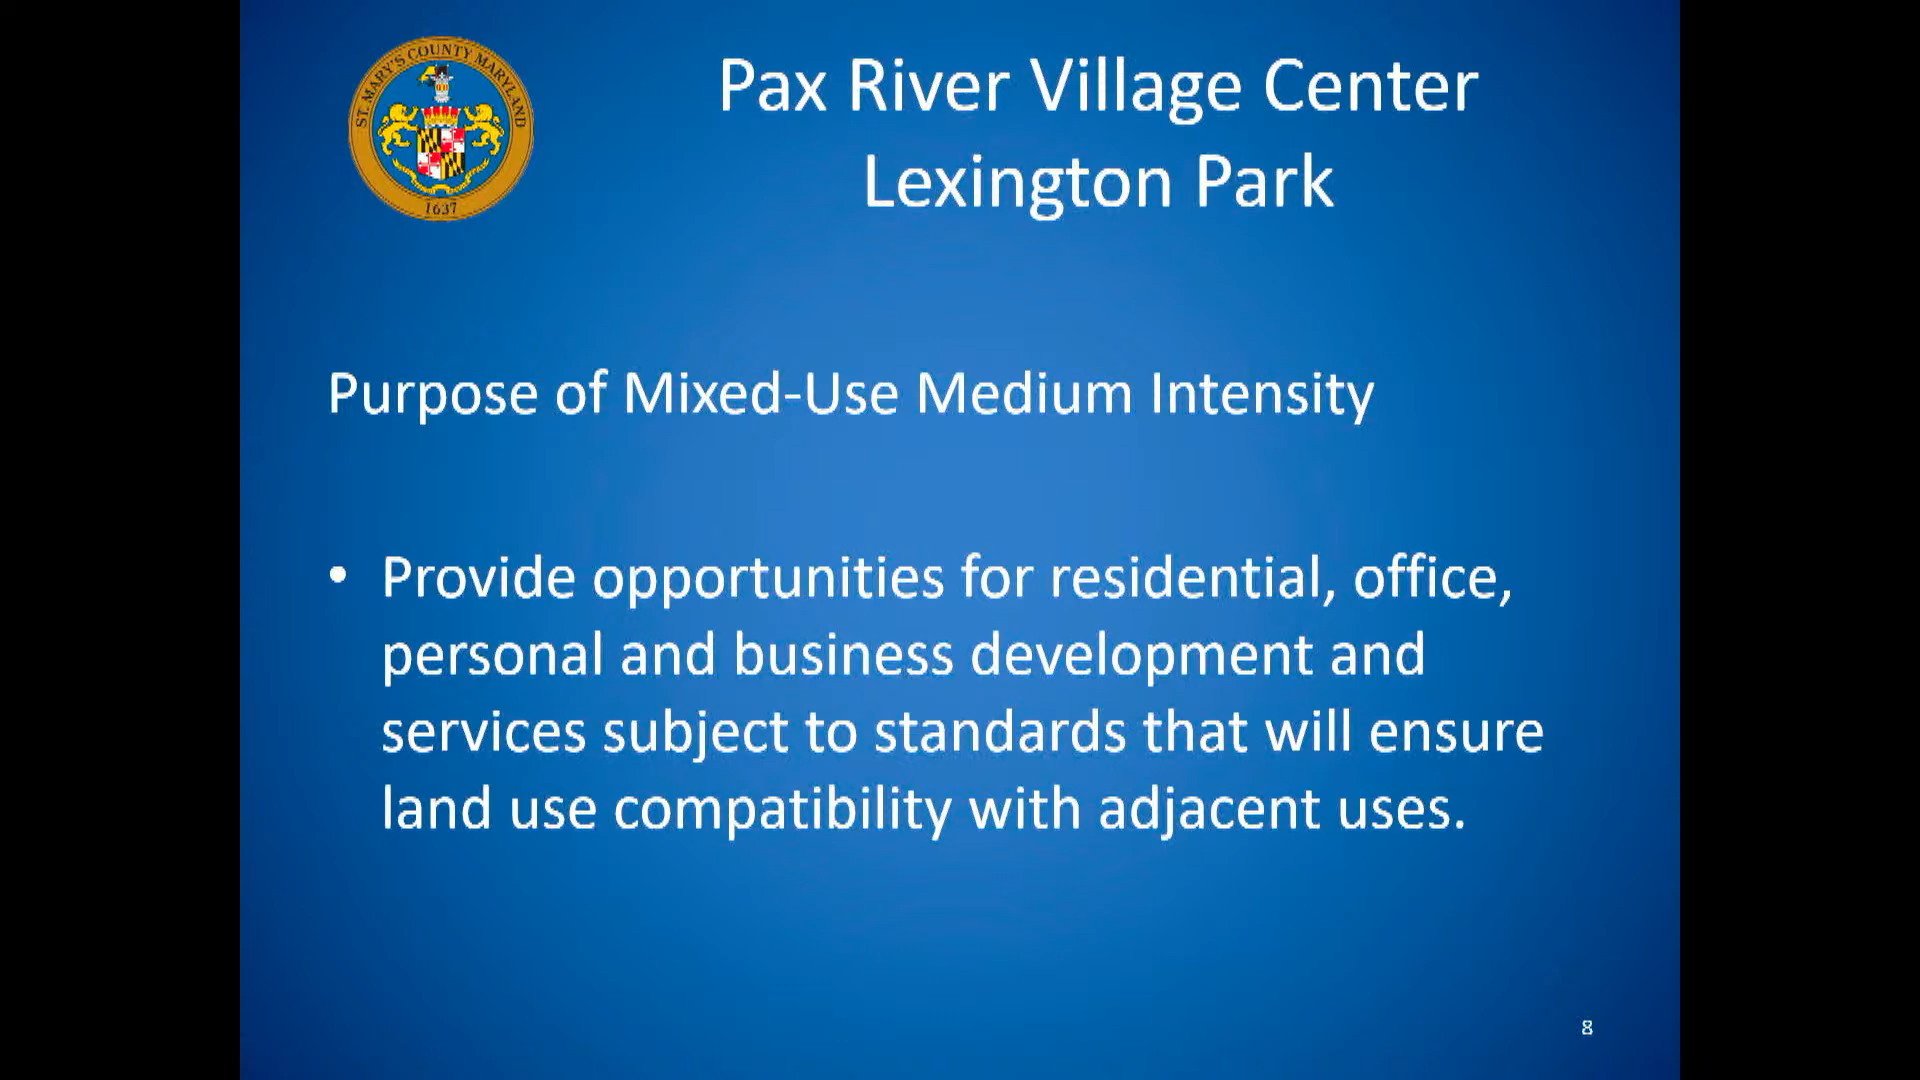 ST. MARY'S COUNTY MARYLAND
1637
Pax River Village Center
Lexington Park
Purpose of Mixed-Use Medium Intensity
• Provide opportunities for residential, office,
personal and business development and
services subject to standards that will ensure
land use compatibility with adjacent uses.
8